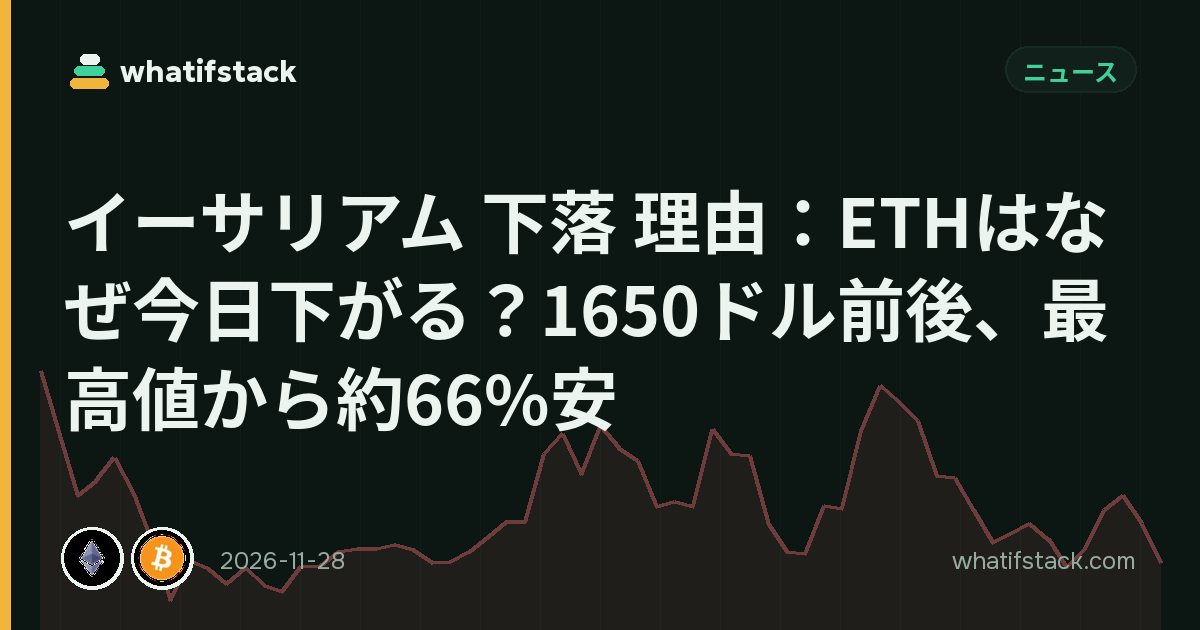 whatifstack
ニュース
イーサリアム 下落 理由：ETHはな
ぜ今日下がる？1650ドル前後、最
高値から約66%安
2026-11-28
whatifstack.com